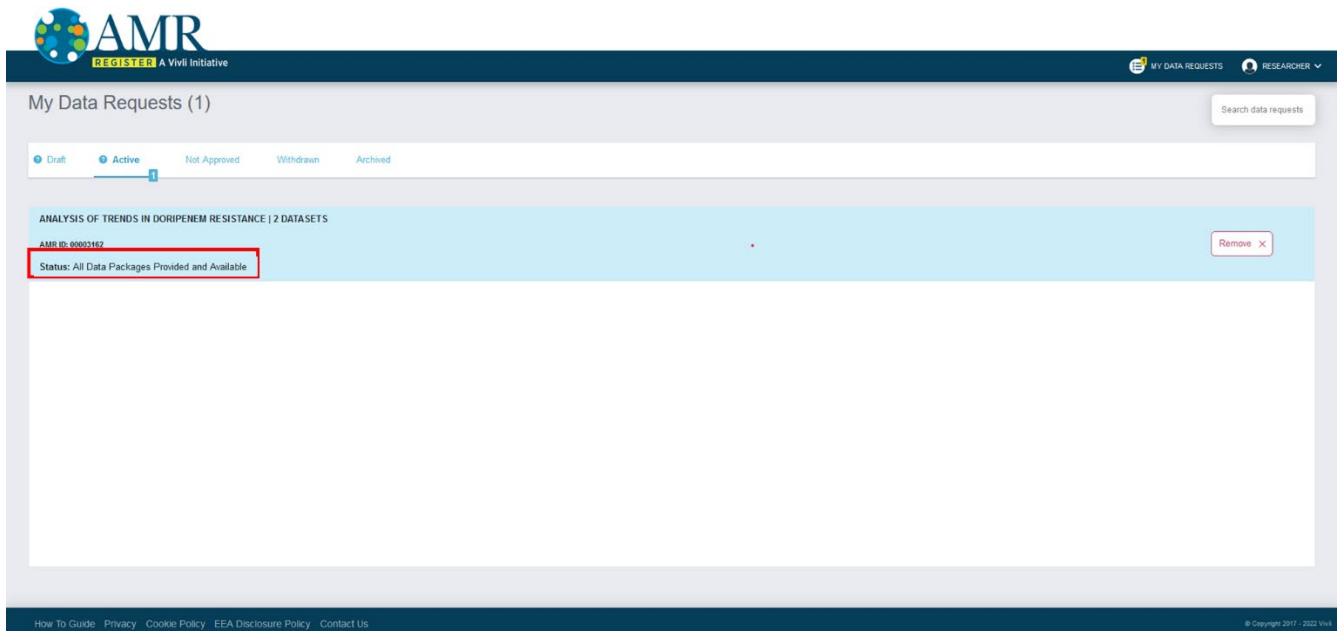 AMR
REGISTER A Vivli Initiative
1
MY DATA REQUESTS
RESEARCHER
My Data Requests (1)
Search data requests
? Draft
? Active
1
Not Approved
Withdrawn
Archived
ANALYSIS OF TRENDS IN DORIPENEM RESISTANCE | 2 DATASETS
AMR ID: 00003162
Remove X
Status: All Data Packages Provided and Available
How To Guide Privacy Cookie Policy EEA Disclosure Policy Contact Us
© Copyright 2017 - 2022 Vivli